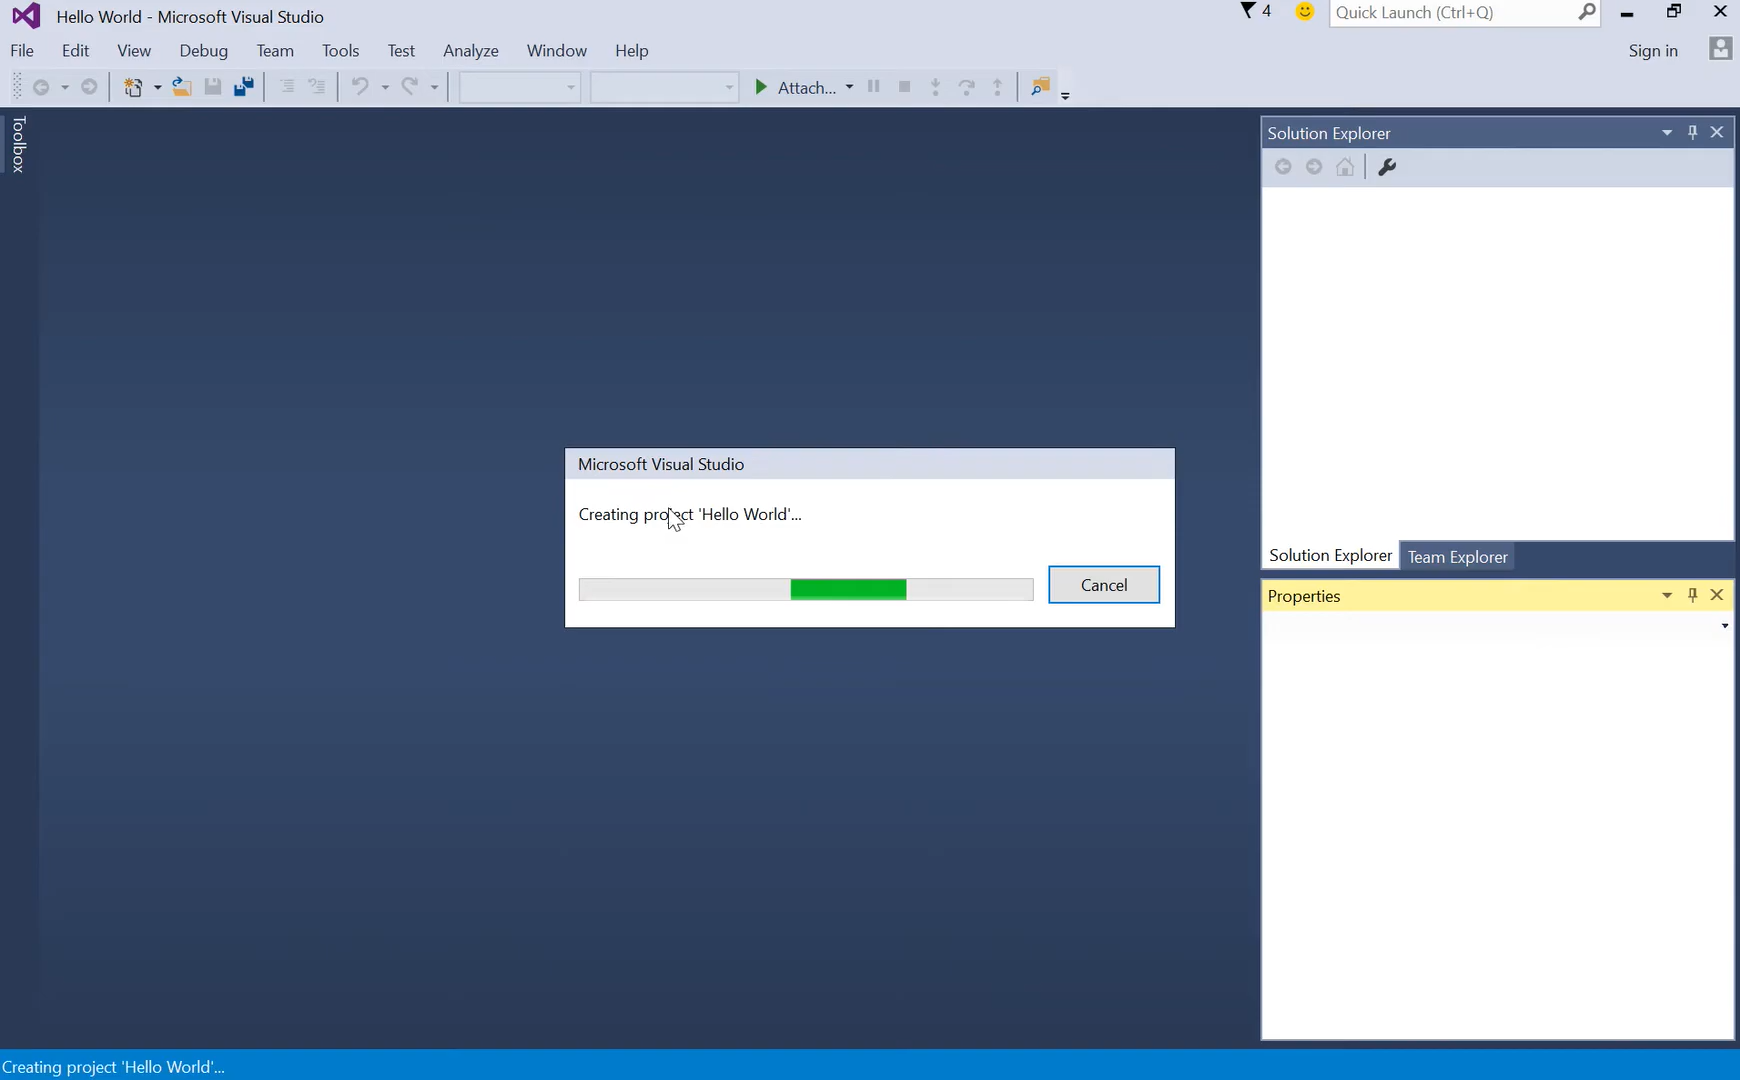 Hello World - Microsoft Visual Studio
4
Quick Launch (Ctrl+Q)
File Edit View Debug Team Tools Test Analyze Window Help
Sign in
Attach...
Toolbox
Solution Explorer
Microsoft Visual Studio
Creating project 'Hello World'...
Cancel
Solution Explorer Team Explorer
Properties
Creating project 'Hello World'...